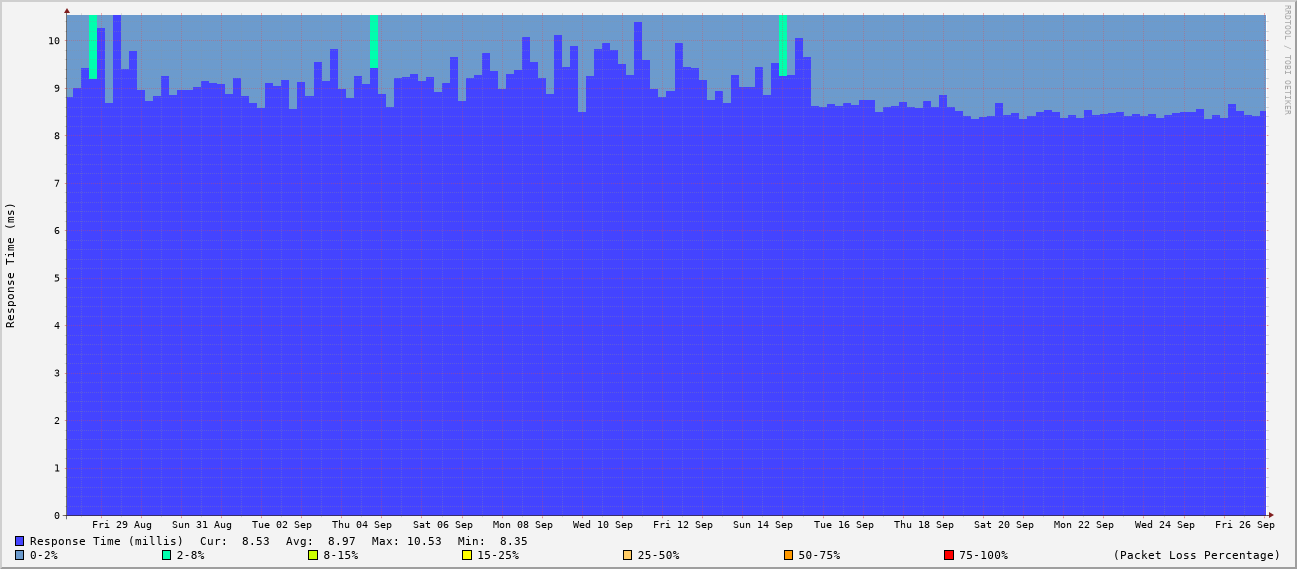 RRDTOOL / TOBI OETIKER
Response Time (ms)
10
9
8
7
6
5
4
3
2
1
0
Fri 29 Aug Sun 31 Aug Tue 02 Sep Thu 04 Sep Sat 06 Sep Mon 08 Sep Wed 10 Sep Fri 12 Sep Sun 14 Sep Tue 16 Sep Thu 18 Sep Sat 20 Sep Mon 22 Sep Wed 24 Sep Fri 26 Sep
Response Time (millis) Cur: 8.53 Avg: 8.97 Max: 10.53 Min: 8.35
0-2% 2-8% 8-15% 15-25% 25-50% 50-75% 75-100% (Packet Loss Percentage)